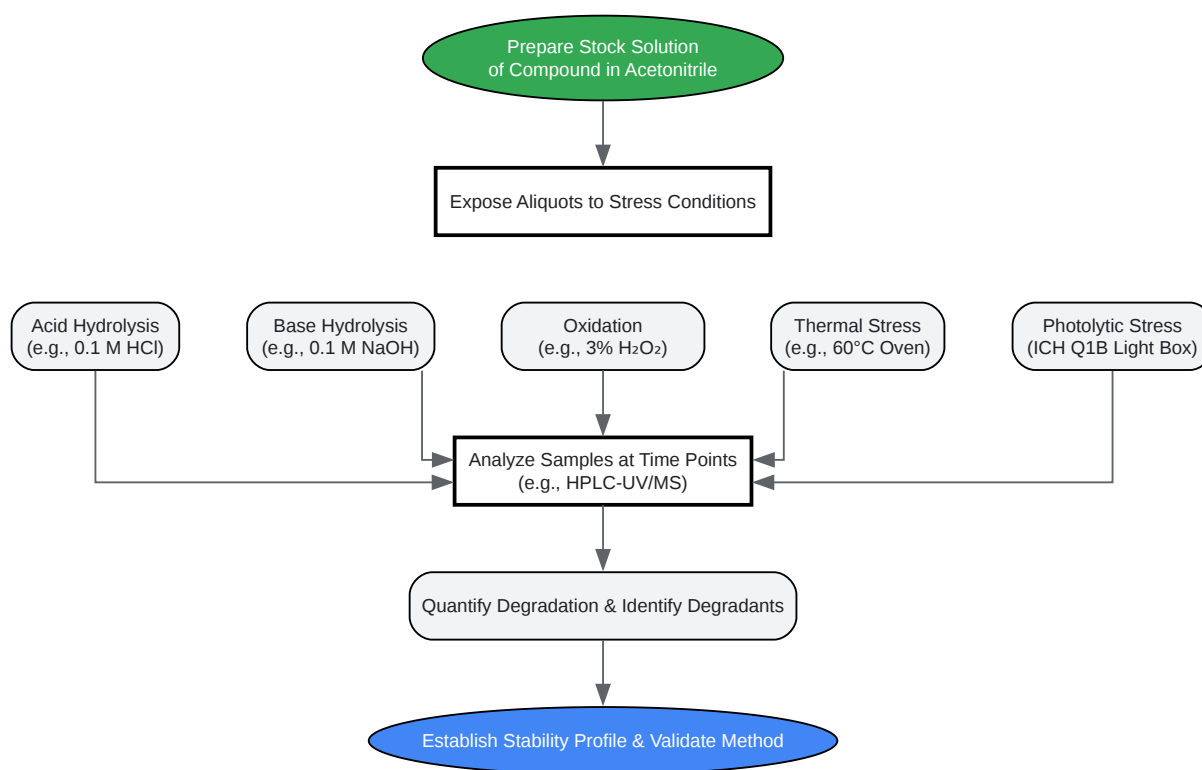 Prepare Stock Solution
of Compound in Acetonitrile
Expose Aliquots to Stress Conditions
Acid Hydrolysis
(e.g., 0.1 M HCl)
Base Hydrolysis
(e.g., 0.1 M NaOH)
Oxidation
(e.g., 3% H₂O₂)
Thermal Stress
(e.g., 60°C Oven)
Photolytic Stress
(ICH Q1B Light Box)
Analyze Samples at Time Points
(e.g., HPLC-UV/MS)
Quantify Degradation & Identify Degradants
Establish Stability Profile & Validate Method